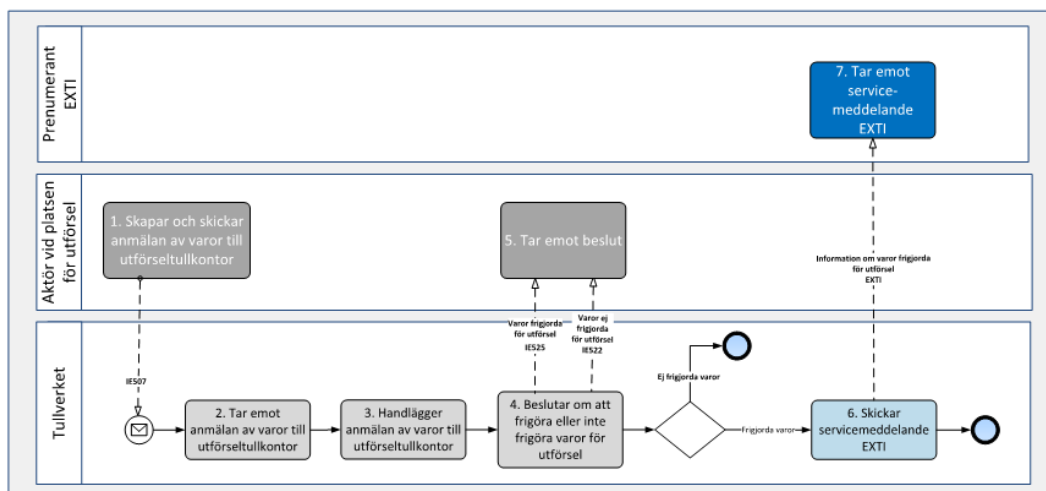 Prenumerant
EXTI
7. Tar emot
service-
meddelande
EXTI
Aktör vid platsen
för utförsel
1. Skapar och skickar
anmälan av varor till
utförseltullkontor
5. Tar emot beslut
Information om varor frigjorda
för utförsel
EXTI
Varor frigjorda
för utförsel
IE525
Varor ej
frigjorda
för utförsel
IE522
Tullverket
IE507
2. Tar emot
anmälan av varor till
utförseltullkontor
3. Handlägger
anmälan av varor till
utförseltullkontor
4. Beslutar om att
frigöra eller inte
frigöra varor för
utförsel
Ej frigjorda varor
Frigjorda varor
6. Skickar
servicemeddelande
EXTI